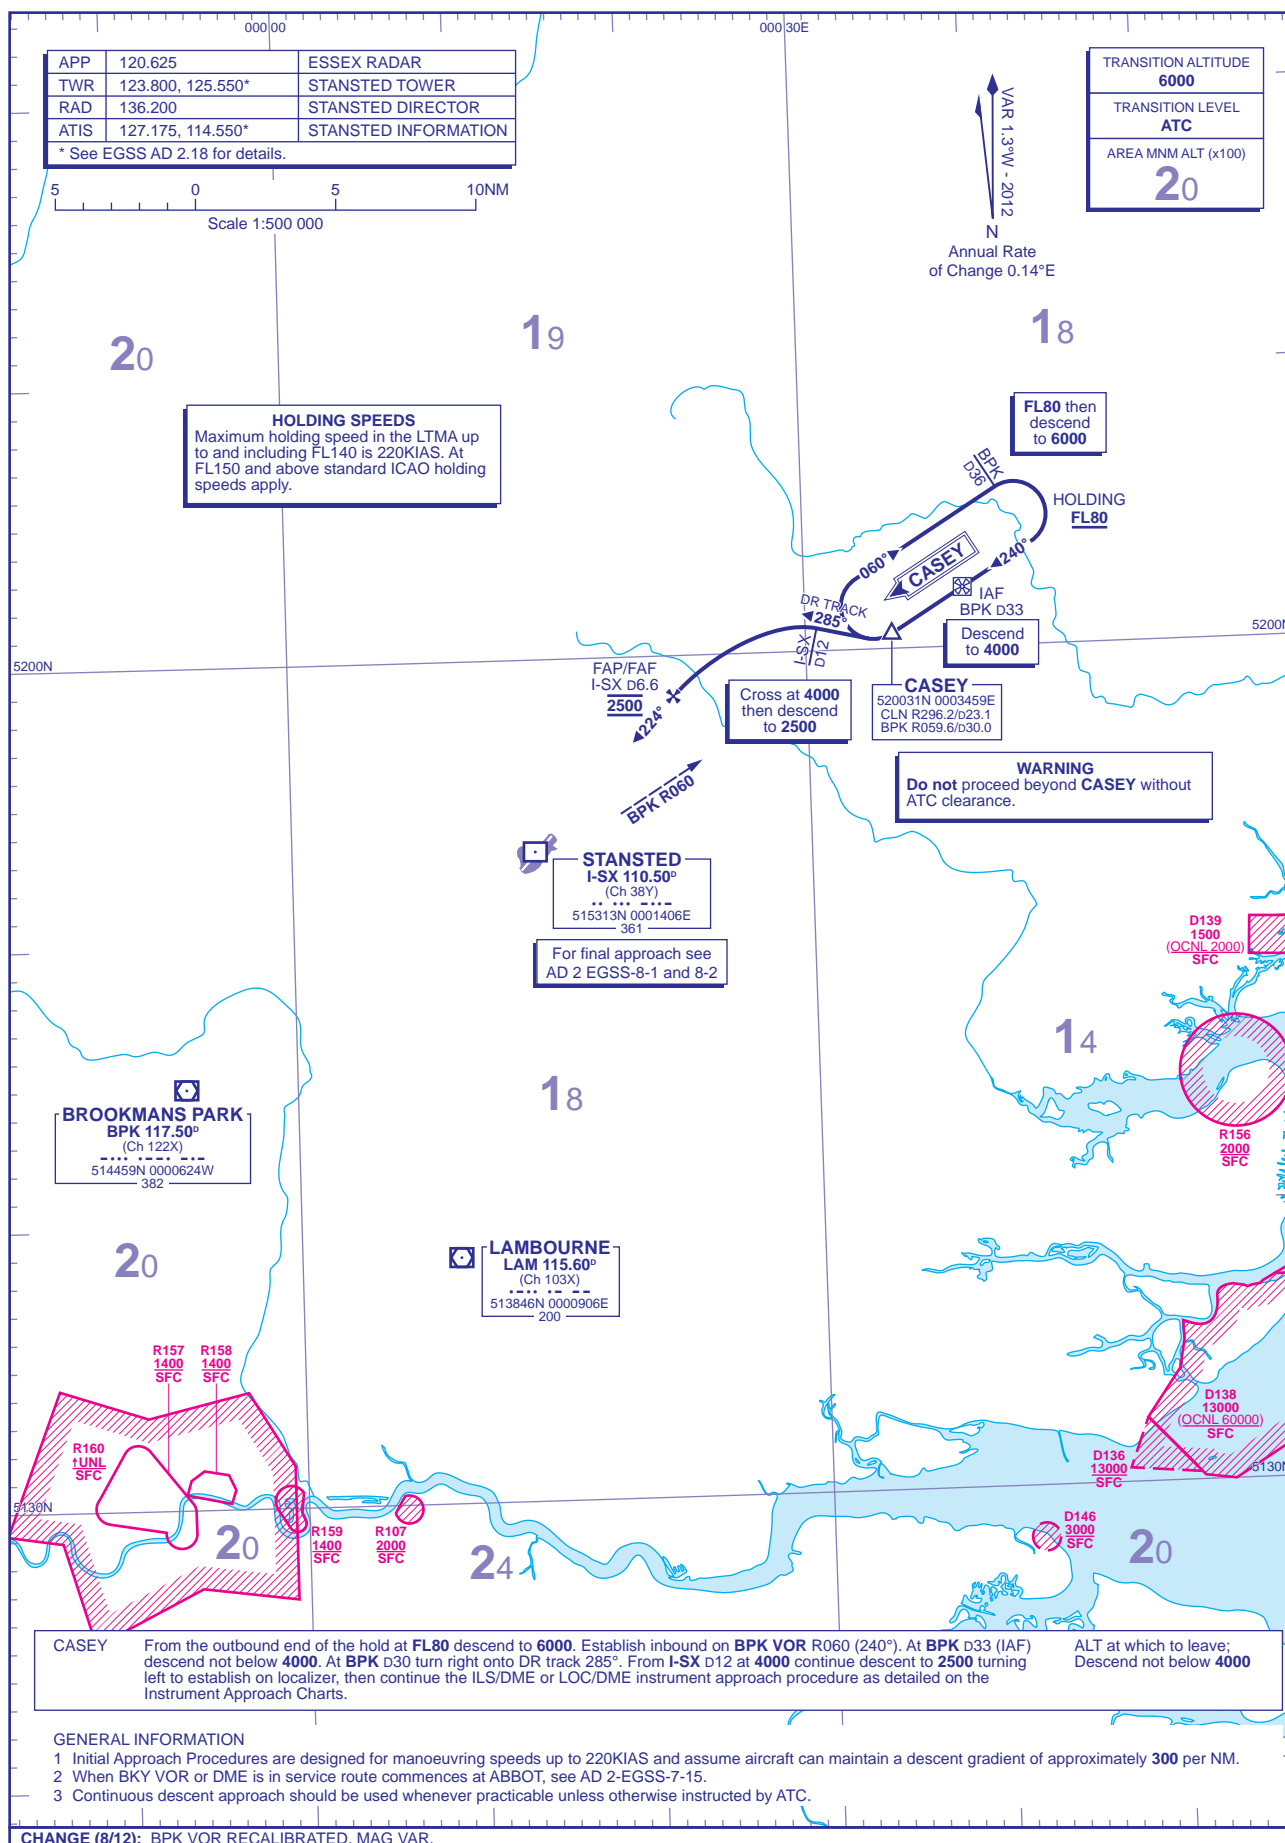 000 00
000 30E
APP 120.625 ESSEX RADAR
TWR 123.800, 125.550* STANSTED TOWER
RAD 136.200 STANSTED DIRECTOR
ATIS 127.175, 114.550* STANSTED INFORMATION
* See EGSS AD 2.18 for details.
5 0 5 10NM
Scale 1:500 000
VAR 1.3°W - 2012
N
Annual Rate
of Change 0.14°E
TRANSITION ALTITUDE
6000
TRANSITION LEVEL
ATC
AREA MNM ALT (x100)
20
20
19
18
HOLDING SPEEDS
Maximum holding speed in the LTMA up
to and including FL140 is 220KIAS. At
FL150 and above standard ICAO holding
speeds apply.
FL80 then
descend
to 6000
BPK
D36
HOLDING
FL80
060°
CASEY
240°
IAF
BPK D33
DR TRACK
285°
I-SX
D12
Descend
to 4000
5200N
5200N
FAP/FAF
I-SX D6.6
2500
224°
Cross at 4000
then descend
to 2500
CASEY
520031N 0003459E
CLN R296.2/D23.1
BPK R059.6/D30.0
WARNING
Do not proceed beyond CASEY without
ATC clearance.
BPK R060
STANSTED
I-SX 110.50D
(Ch 38Y)
515313N 0001406E
361
For final approach see
AD 2 EGSS-8-1 and 8-2
D139
1500
(OCNL 2000)
SFC
14
18
R156
2000
SFC
BROOKMANS PARK
BPK 117.50D
(Ch 122X)
514459N 0000624W
382
20
LAMBOURNE
LAM 115.60D
(Ch 103X)
513846N 0000906E
200
R157
1400
SFC
R158
1400
SFC
R160
†UNL
SFC
D138
13000
(OCNL 60000)
SFC
D136
13000
SFC
5130N
5130N
R159
1400
SFC
R107
2000
SFC
D146
3000
SFC
20
24
20
CASEY From the outbound end of the hold at FL80 descend to 6000. Establish inbound on BPK VOR R060 (240°). At BPK D33 (IAF) ALT at which to leave;
descend not below 4000. At BPK D30 turn right onto DR track 285°. From I-SX D12 at 4000 continue descent to 2500 turning Descend not below 4000
left to establish on localizer, then continue the ILS/DME or LOC/DME instrument approach procedure as detailed on the
Instrument Approach Charts.
GENERAL INFORMATION
1 Initial Approach Procedures are designed for manoeuvring speeds up to 220KIAS and assume aircraft can maintain a descent gradient of approximately 300 per NM.
2 When BKY VOR or DME is in service route commences at ABBOT, see AD 2-EGSS-7-15.
3 Continuous descent approach should be used whenever practicable unless otherwise instructed by ATC.
CHANGE (8/12): BPK VOR RECALIBRATED. MAG VAR.